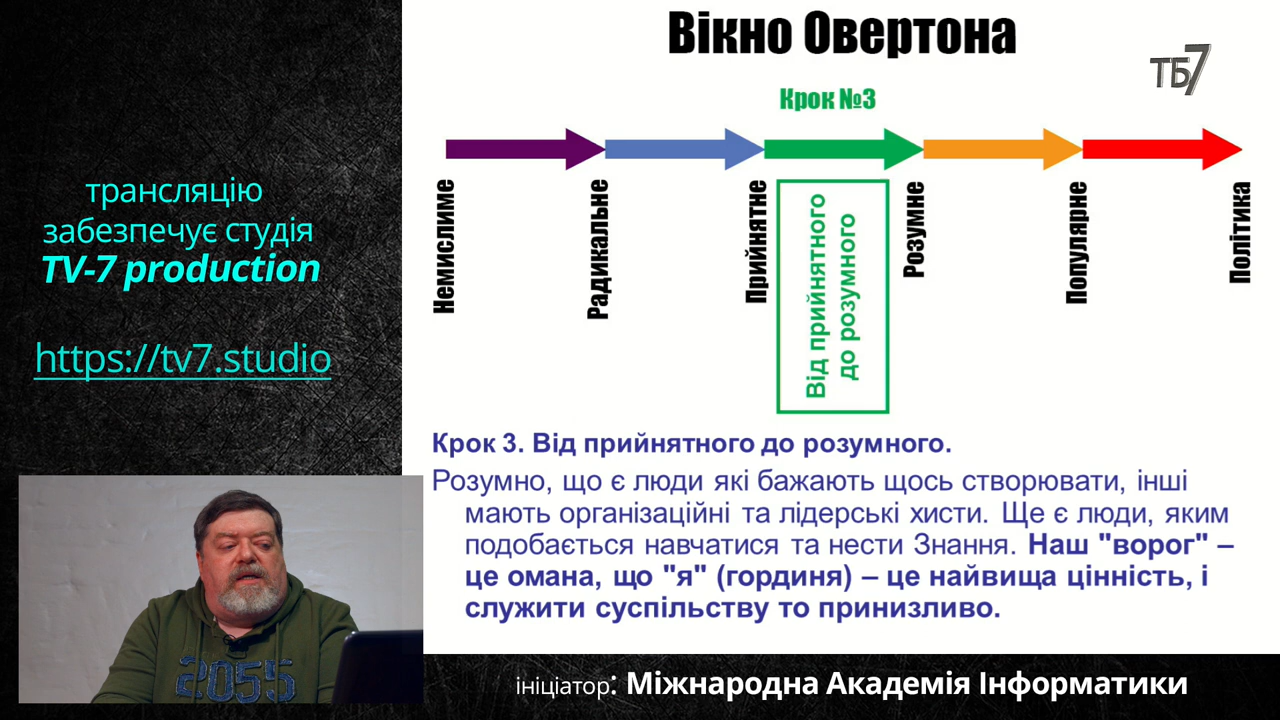 Вікно Овертона
ТБ7
Крок №3
Немислиме
Радикальне
Прийнятне
Від прийнятного
до розумного
Розумне
Популярне
Політика
трансляцію
забезпечує студія
TV-7 production
https://tv7.studio
Крок 3. Від прийнятного до розумного.
Розумно, що є люди які бажають щось створювати, інші
мають організаційні та лідерські хисти. Ще є люди, яким
подобається навчатися та нести Знання. Наш "ворог" –
це омана, що "я" (гординя) – це найвища цінність, і
служити суспільству то принизливо.
2055
ініціатор: Міжнародна Академія Інформатики